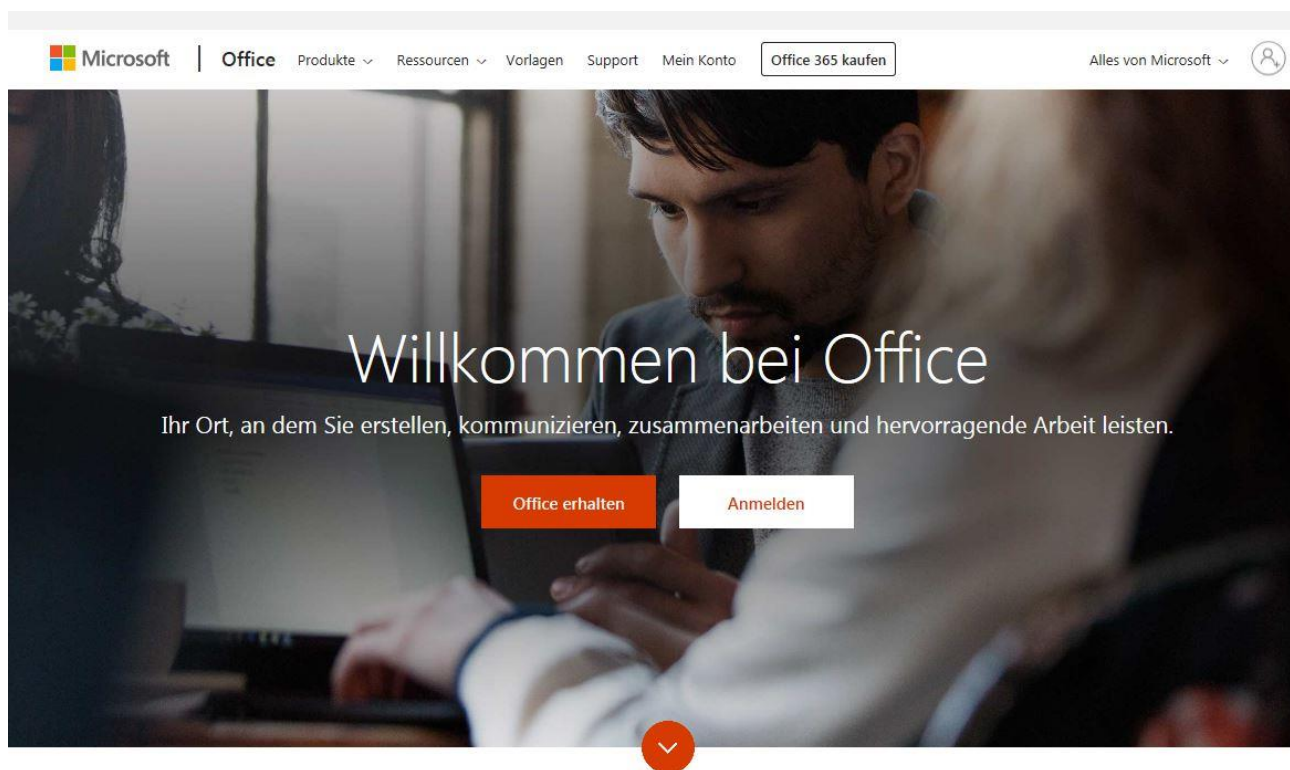 Microsoft Office Produkte Ressourcen Vorlagen Support Mein Konto Office 365 kaufen Alles von Microsoft
Willkommen bei Office
Ihr Ort, an dem Sie erstellen, kommunizieren, zusammenarbeiten und hervorragende Arbeit leisten.
Office erhalten Anmelden